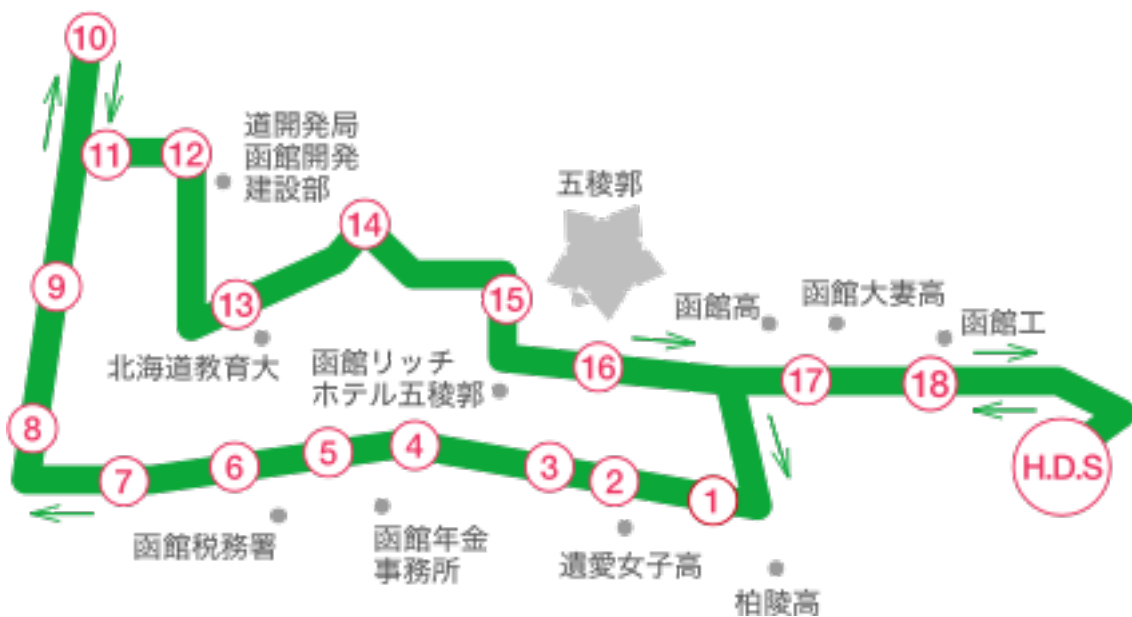 10
道開発局
函館開発
建設部
11
12
五稜郭
14
9
13
15
函館高
函館大妻高
函館工
北海道教育大
函館リッチ
ホテル五稜郭
16
17
18
8
7
6
5
4
3
2
1
H.D.S
函館税務署
函館年金
事務所
遺愛女子高
柏陵高